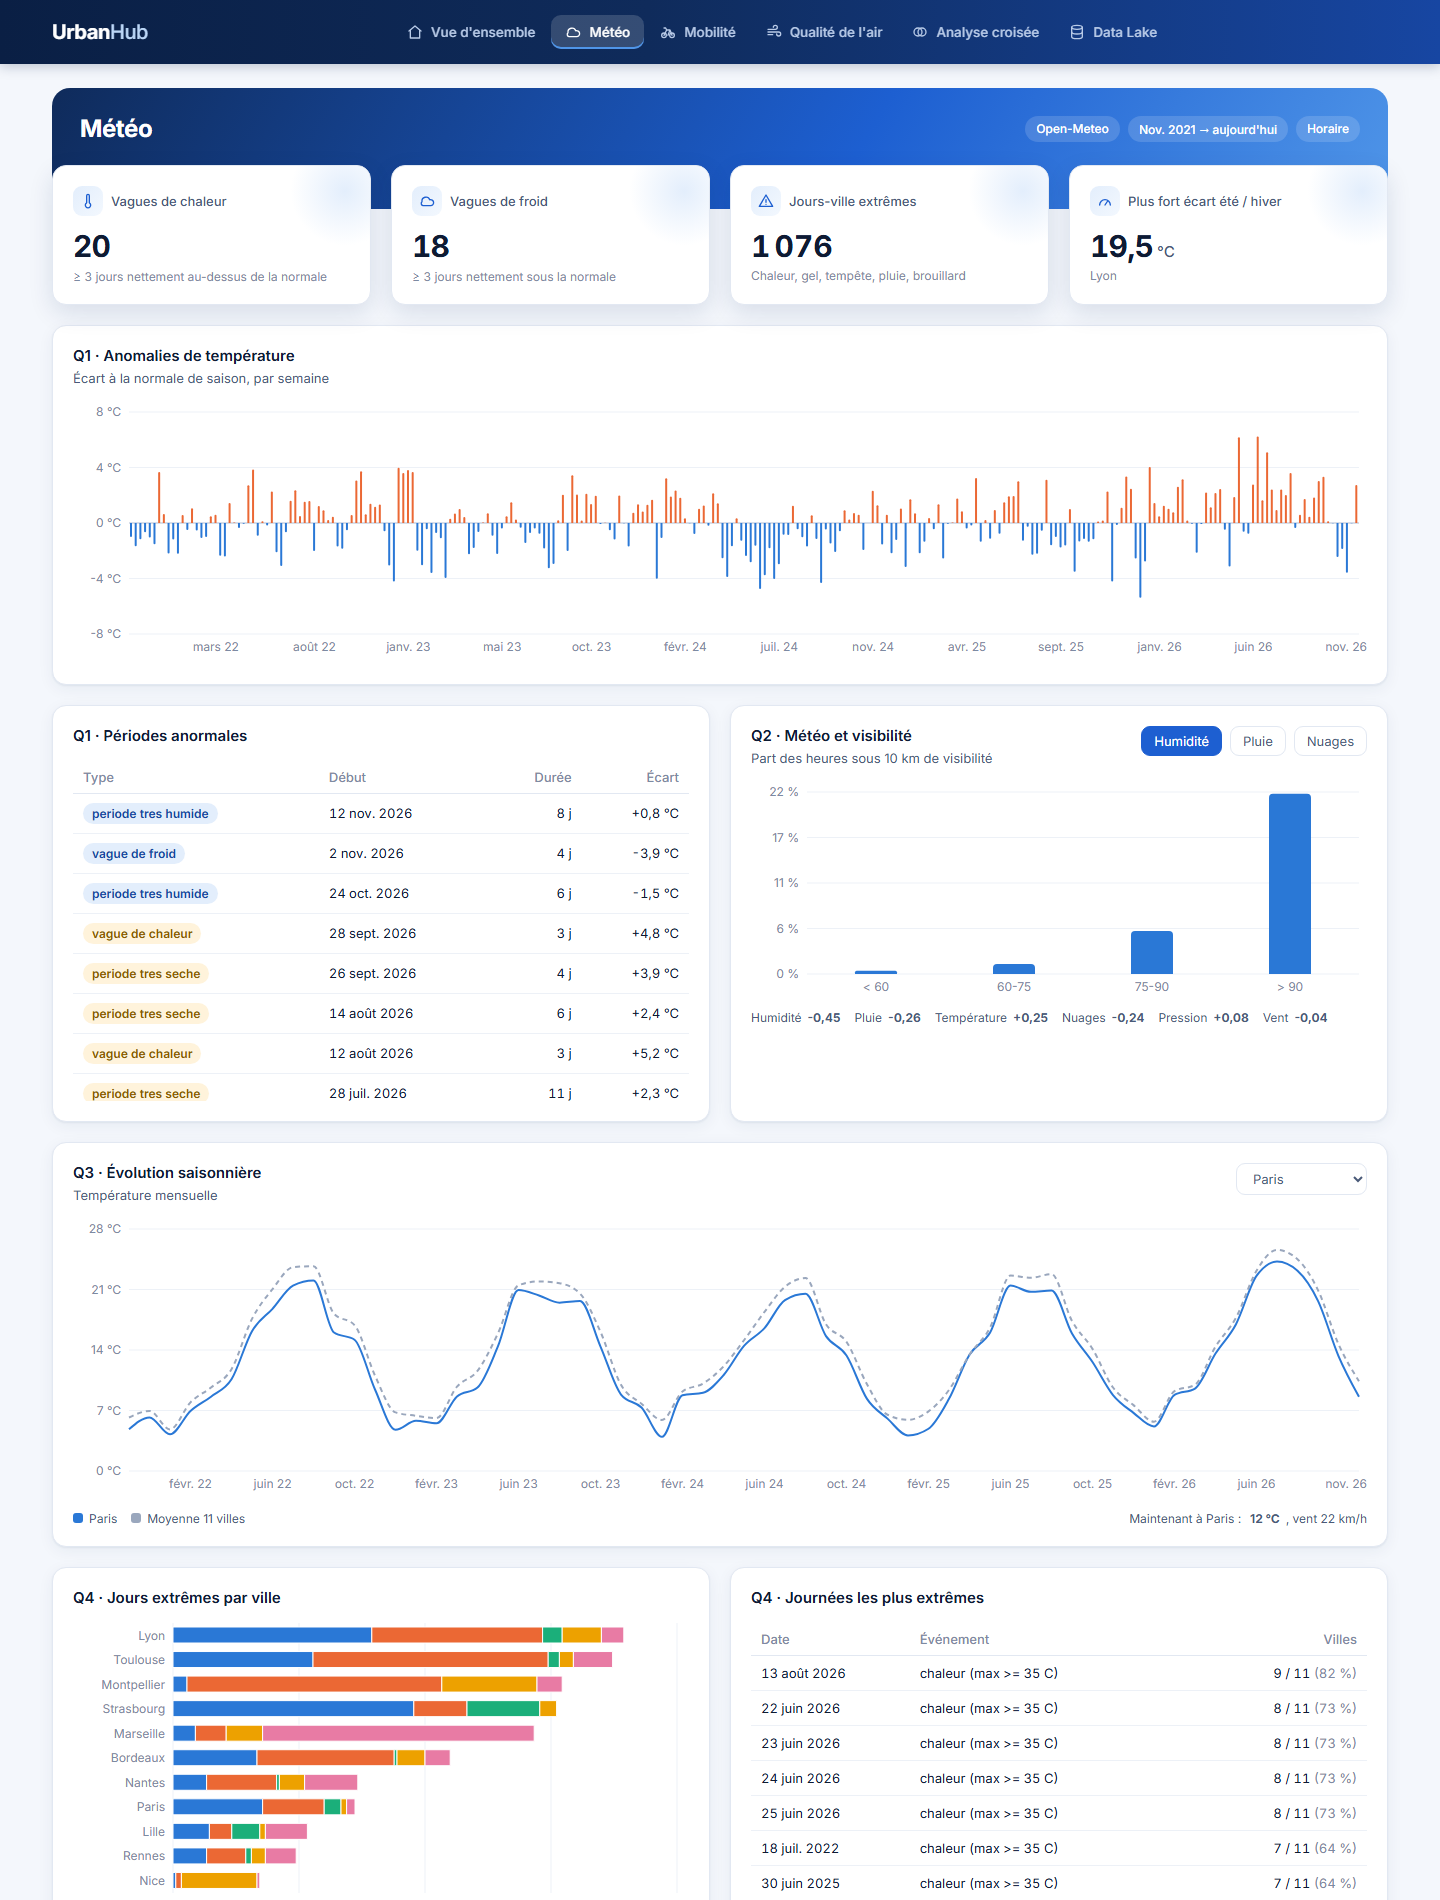 UrbanHub
Vue d'ensemble
Météo
Mobilité
Qualité de l'air
Analyse croisée
Data Lake
Météo
Open-Meteo
Nov. 2021 → aujourd'hui
Horaire
Vagues de chaleur
20
≥ 3 jours nettement au-dessus de la normale
Vagues de froid
18
≥ 3 jours nettement sous la normale
Jours-ville extrêmes
1 076
Chaleur, gel, tempête, pluie, brouillard
Plus fort écart été / hiver
19,5 °C
Lyon
Q1 · Anomalies de température
Écart à la normale de saison, par semaine
8 °C
4 °C
0 °C
-4 °C
-8 °C
mars 22 août 22 janv. 23 mai 23 oct. 23 févr. 24 juil. 24 nov. 24 avr. 25 sept. 25 janv. 26 juin 26 nov. 26
Q1 · Périodes anormales
Type Début Durée Écart
periode tres humide 12 nov. 2026 8 j +0,8 °C
vague de froid 2 nov. 2026 4 j -3,9 °C
periode tres humide 24 oct. 2026 6 j -1,5 °C
vague de chaleur 28 sept. 2026 3 j +4,8 °C
periode tres seche 26 sept. 2026 4 j +3,9 °C
periode tres seche 14 août 2026 6 j +2,4 °C
vague de chaleur 12 août 2026 3 j +5,2 °C
periode tres seche 28 juil. 2026 11 j +2,3 °C
Q2 · Météo et visibilité
Part des heures sous 10 km de visibilité
Humidité
Pluie
Nuages
22 %
17 %
11 %
6 %
0 %
< 60 60-75 75-90 > 90
Humidité -0,45 Pluie -0,26 Température +0,25 Nuages -0,24 Pression +0,08 Vent -0,04
Q3 · Évolution saisonnière
Température mensuelle
Paris
28 °C
21 °C
14 °C
7 °C
0 °C
févr. 22 juin 22 oct. 22 févr. 23 juin 23 oct. 23 févr. 24 juin 24 oct. 24 févr. 25 juin 25 oct. 25 févr. 26 juin 26 nov. 26
Paris Moyenne 11 villes
Maintenant à Paris : 12 °C , vent 22 km/h
Q4 · Jours extrêmes par ville
Lyon
Toulouse
Montpellier
Strasbourg
Marseille
Bordeaux
Nantes
Paris
Lille
Rennes
Nice
Q4 · Journées les plus extrêmes
Date Événement Villes
13 août 2026 chaleur (max >= 35 C) 9 / 11 (82 %)
22 juin 2026 chaleur (max >= 35 C) 8 / 11 (73 %)
23 juin 2026 chaleur (max >= 35 C) 8 / 11 (73 %)
24 juin 2026 chaleur (max >= 35 C) 8 / 11 (73 %)
25 juin 2026 chaleur (max >= 35 C) 8 / 11 (73 %)
18 juil. 2022 chaleur (max >= 35 C) 7 / 11 (64 %)
30 juin 2025 chaleur (max >= 35 C) 7 / 11 (64 %)